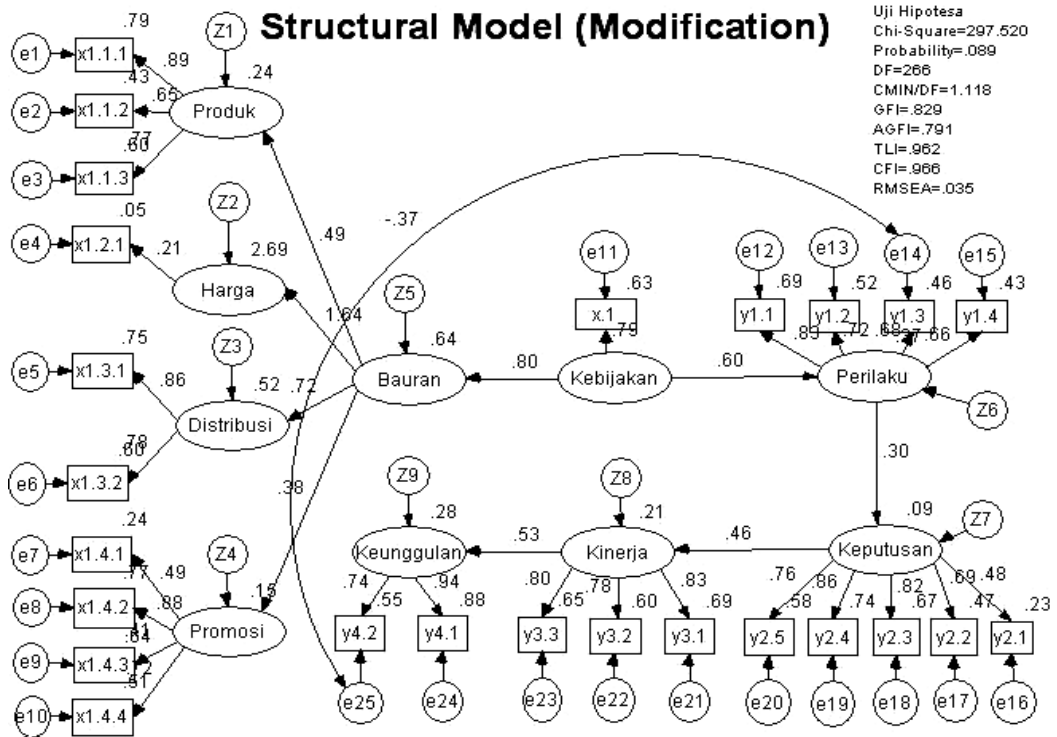 Structural Model (Modification)
Uji Hipotesa
Chi-Square=297.520
Probability=.089
DF=266
CMIN/DF=1.118
GFI=.829
AGFI=.791
TLI=.962
CFI=.966
RMSEA=.035
.79
e1
x1.1.1
.89
Z1
.24
.43
e2
x1.1.2
.65
Produk
.77
.60
e3
x1.1.3
.05
Z2
e4
x1.2.1
.21
2.69
Harga
-.37
.49
1.64
.75
Z3
e5
x1.3.1
.86
.52
.72
Distribusi
.78
.60
e6
x1.3.2
.38
.24
Z4
e7
x1.4.1
.49
.77
.15
e8
x1.4.2
.88
Promosi
e9
x1.4.3
.64
.51
e10
x1.4.4
Z5
.64
Bauran
.80
e11
.63
x.1
.79
Kebijakan
.60
e12
e13
e14
e15
.69
.52
.46
.43
y1.1
y1.2
y1.3
y1.4
.83
.72
.68
.66
Perilaku
Z6
.30
Z9
Z8
Z7
.28
.21
.09
Keunggulan
.53
Kinerja
.46
Keputusan
.74
.94
.80
.78
.83
.76
.86
.82
.69
.48
.55
.88
.65
.60
.69
.58
.74
.67
.47
.23
y4.2
y4.1
y3.3
y3.2
y3.1
y2.5
y2.4
y2.3
y2.2
y2.1
e25
e24
e23
e22
e21
e20
e19
e18
e17
e16